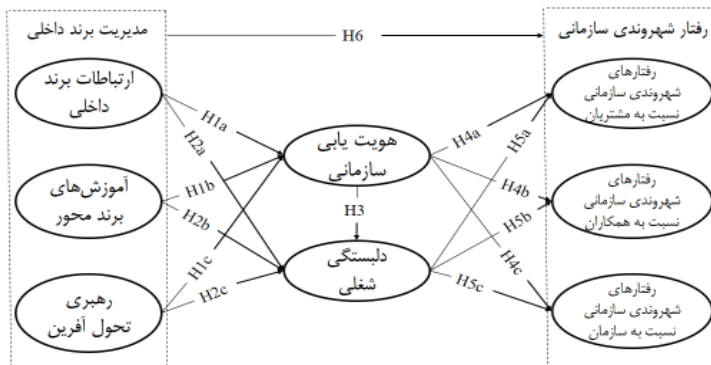 مدیریت برند داخلی
H6
رفتار شهروندی سازمانی
ارتباطات برند
داخلی
آموزش‌های
برند محور
رهبری
تحول آفرین
H1a
H2a
H1b
H2b
H1c
H2c
هویت یابی
سازمانی
H3
دلبستگی
شغلی
H4a
H5a
H4b
H5b
H4c
H5c
رفتارهای
شهروندی سازمانی
نسبت به مشتریان
رفتارهای
شهروندی سازمانی
نسبت به همکاران
رفتارهای
شهروندی سازمانی
نسبت به سازمان